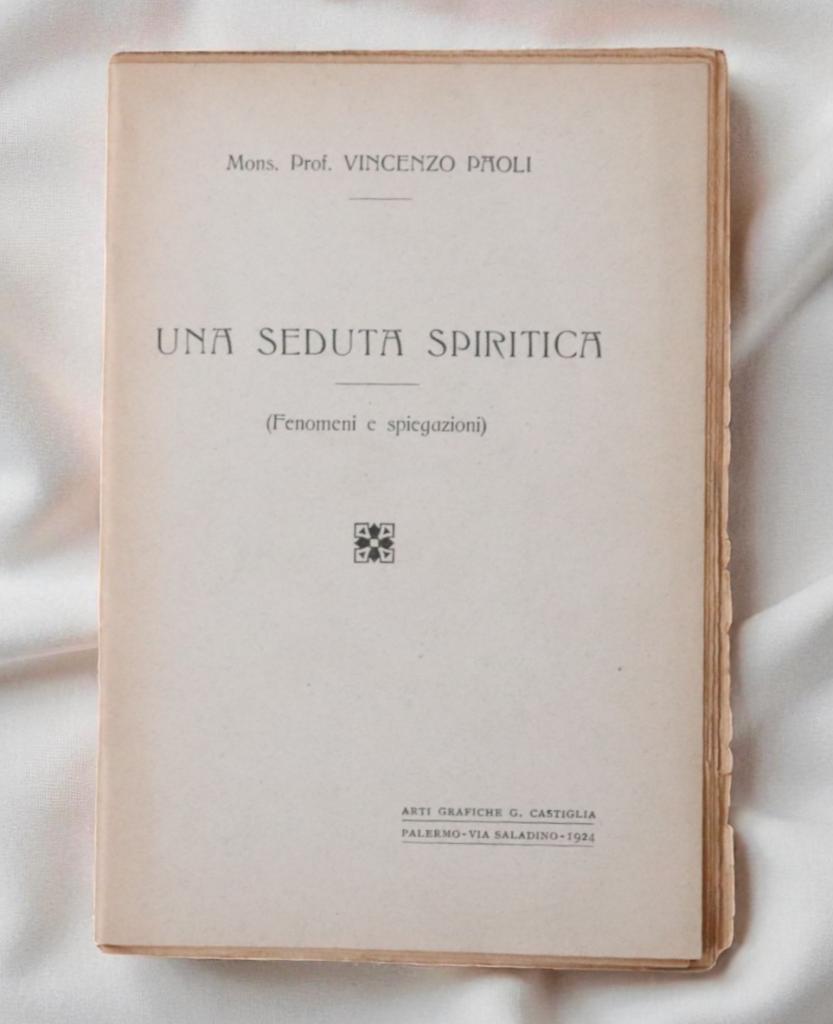 Mons. Prof. VINCENZO PAOLI
UNA SEDUTA SPIRITICA
(Fenomeni e spiegazioni)
ARTI GRAFICHE G. CASTIGLIA
PALERMO-VIA SALADINO-1924